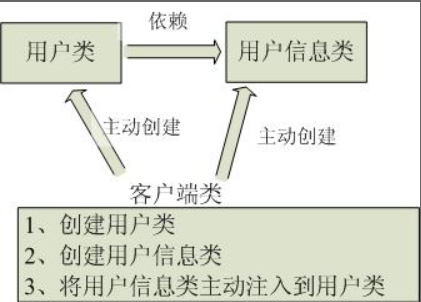 依赖
用户类
用户信息类
主动创建
主动创建
客户端类
1、创建用户类
2、创建用户信息类
3、将用户信息类主动注入到用户类